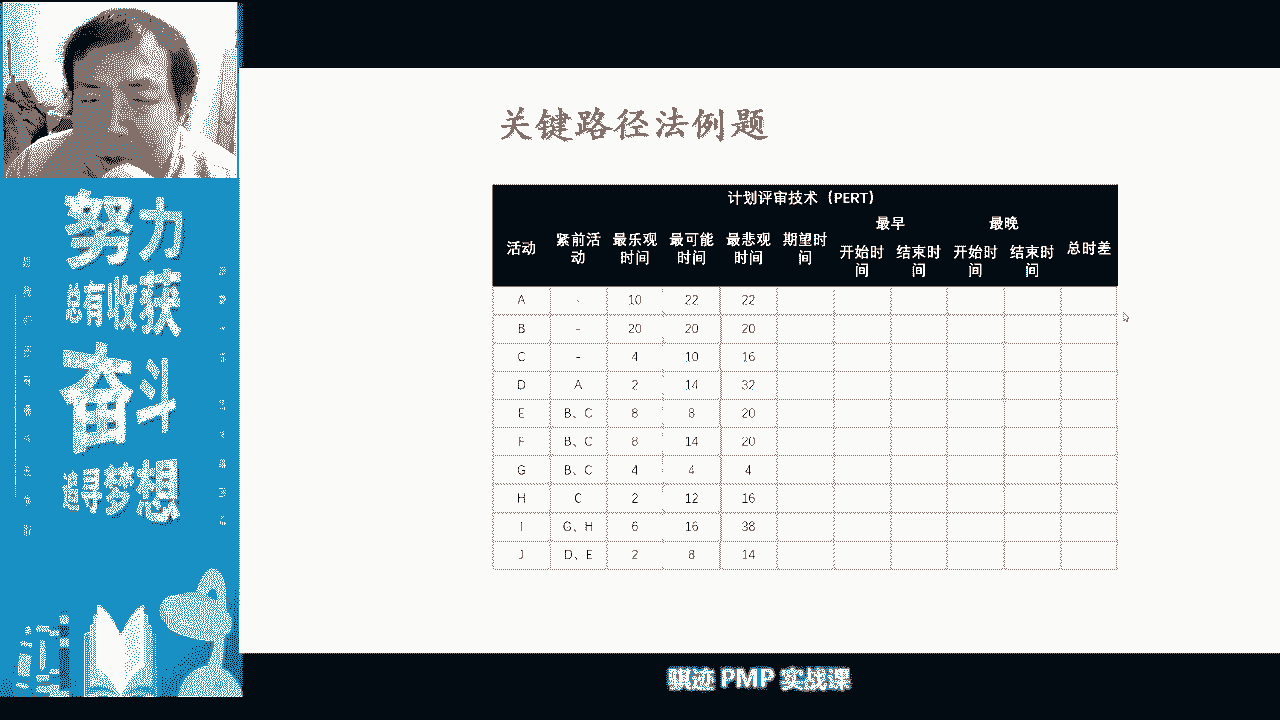 努力
总有收获
奋斗
追寻梦想
关键路径法例题
计划评审技术（PERT）
活动 紧前活动 最乐观时间 最可能时间 最悲观时间 期望时间 最早 开始时间 结束时间 最晚 开始时间 结束时间 总时差
A - 10 22 22
B - 20 20 20
C - 4 10 16
D A 2 14 32
E B、C 8 8 20
F B、C 8 14 20
G B、C 4 4 4
H C 2 12 16
I G、H 6 16 38
J D、E 2 8 14
骐迹 PMP 实战课